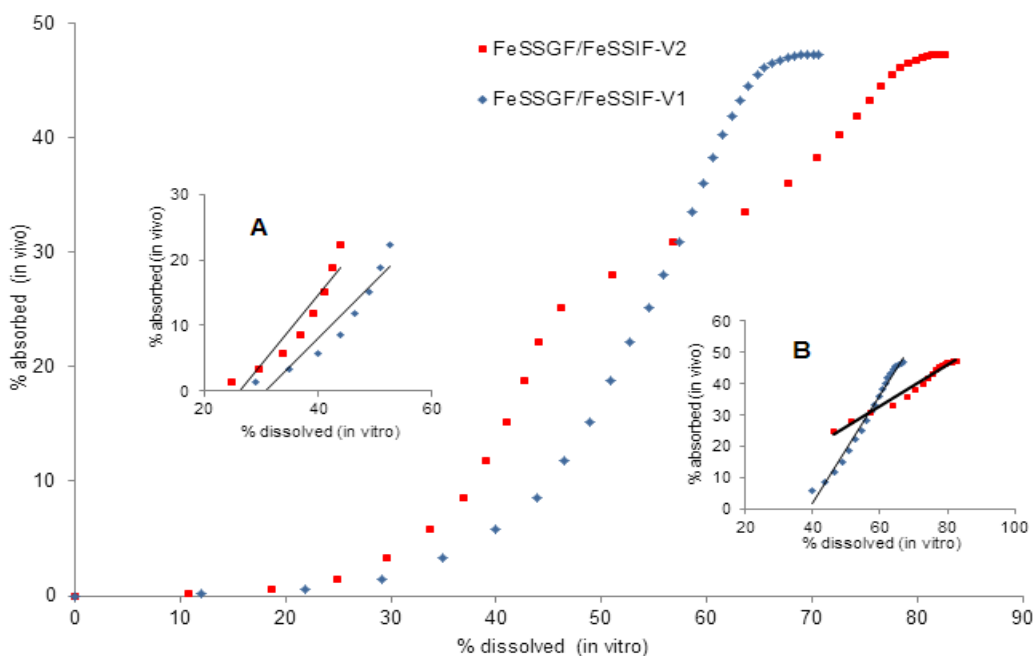 50
40
30
20
10
0
% absorbed (in vivo)
FeSSGF/FeSSIF-V2
FeSSGF/FeSSIF-V1
A
30
20
10
0
% absorbed (in vivo)
20 40 60
% dissolved (in vitro)
B
60
50
40
30
20
10
0
% absorbed (in vivo)
20 40 60 80 100
% dissolved (in vitro)
0 10 20 30 40 50 60 70 80 90
% dissolved (in vitro)